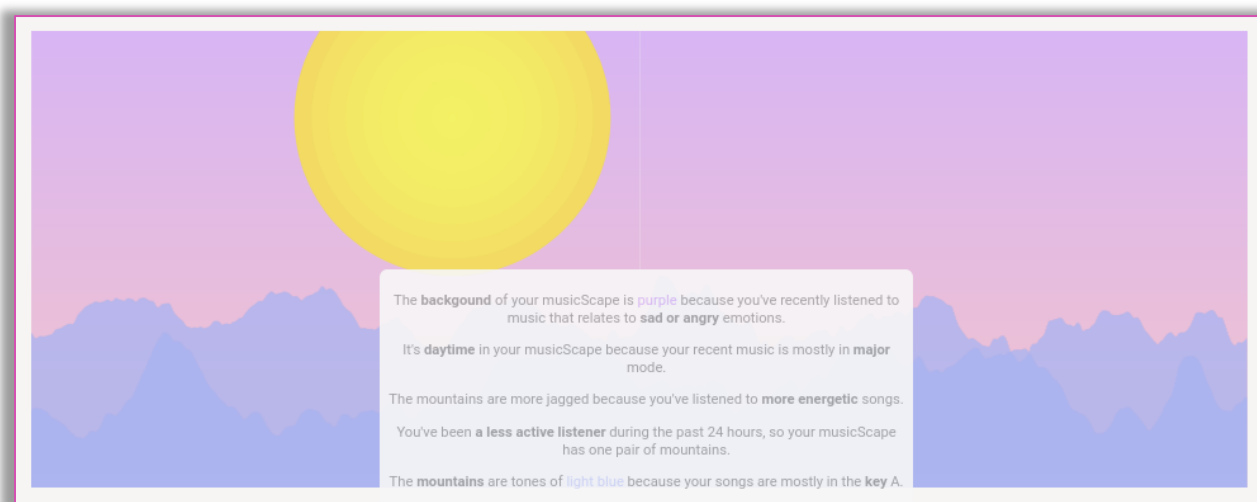 The backgound of your musicScape is purple because you've recently listened to
music that relates to sad or angry emotions.
It's daytime in your musicScape because your recent music is mostly in major
mode.
The mountains are more jagged because you've listened to more energetic songs.
You've been a less active listener during the past 24 hours, so your musicScape
has one pair of mountains.
The mountains are tones of light blue because your songs are mostly in the key A.